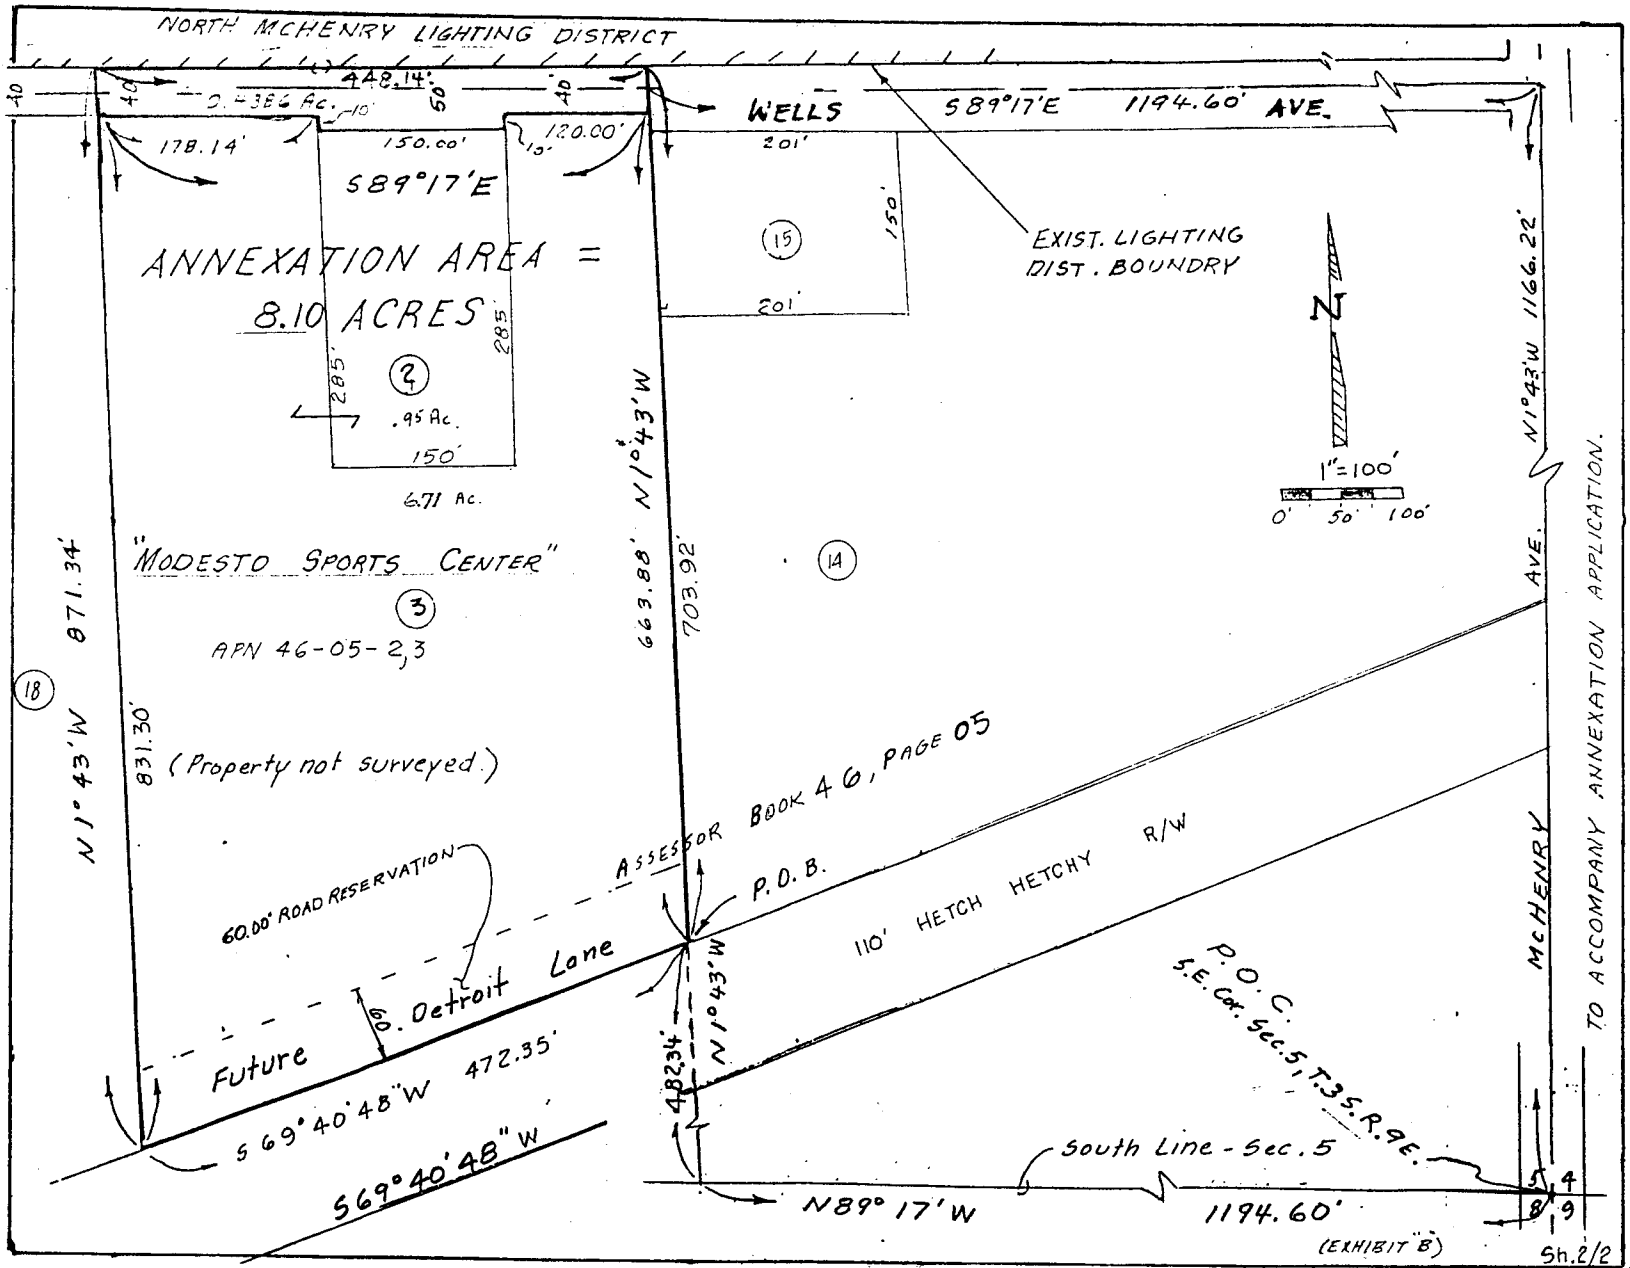 NORTH MCHENRY LIGHTING DISTRICT
448.14'
40
40
50'
40
0.4386 Ac.
10'
WELLS
S89°17'E
1194.60'
AVE.
178.14'
150.00'
10'
120.00'
201'
S89°17'E
150'
ANNEXATION AREA =
8.10 ACRES
15
EXIST. LIGHTING
DIST. BOUNDRY
N1°43'W 1166.22'
201'
N
285'
285'
2
.95 Ac.
150'
6.71 Ac.
1"=100'
0' 50' 100'
663.88' N1°43'W
703.92'
"MODESTO SPORTS CENTER"
3
APN 46-05-2,3
14
N1°43'W 871.34'
18
831.30'
(Property not surveyed.)
ASSESSOR BOOK 46, PAGE 05
P.O.B.
60.00' ROAD RESERVATION
60.
Future Detroit Lane
S69°40'48"W 472.35'
S69°40'48"W
110' HETCH HETCHY R/W
482.34'
N1°43'W
MCHENRY
AVE.
P.O.C.
S.E. Cor. Sec.5, T.3S.R.9E.
South Line - Sec. 5
N89°17'W
1194.60'
5 4
8 9
TO ACCOMPANY ANNEXATION APPLICATION.
(EXHIBIT "B")
Sh.2/2